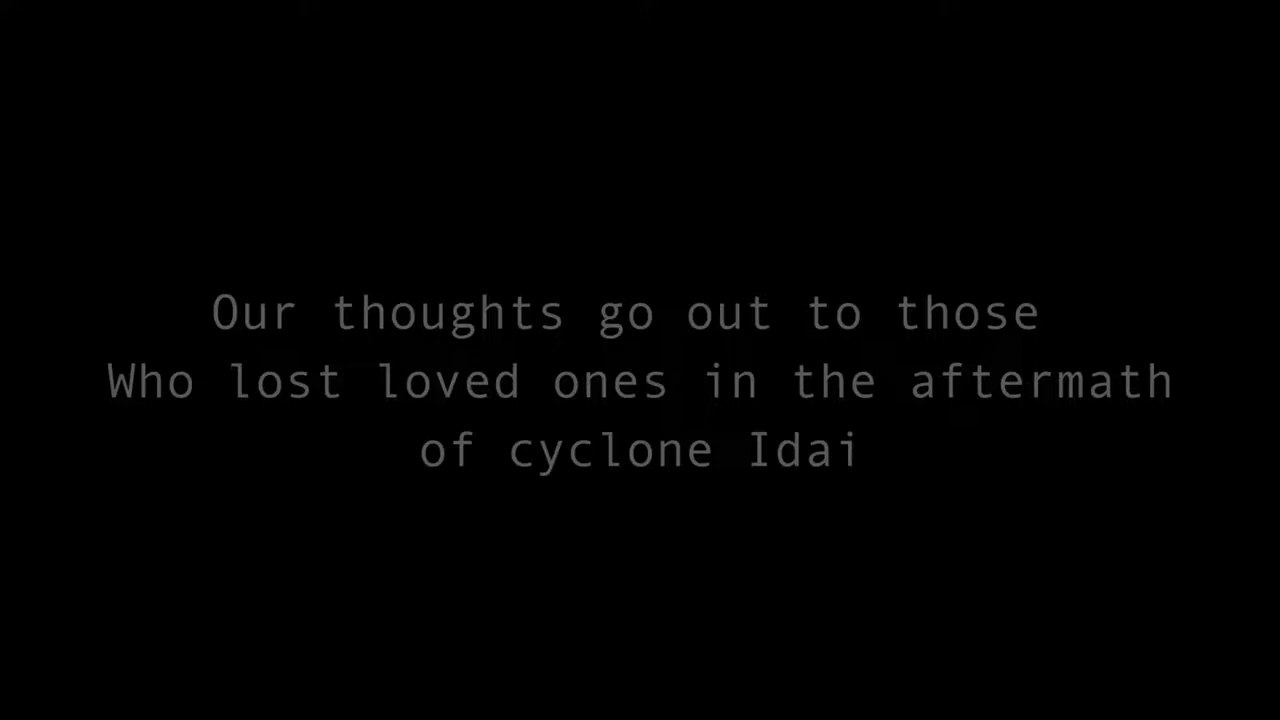 Our thoughts go out to those
Who lost loved ones in the aftermath
of cyclone Idai